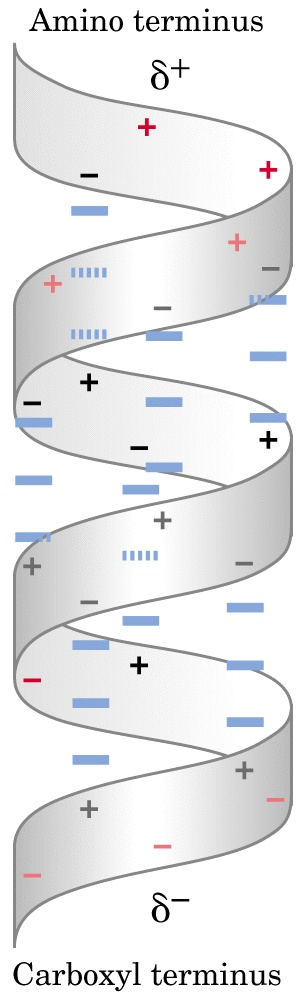 Amino terminus
δ+
δ−
Carboxyl terminus